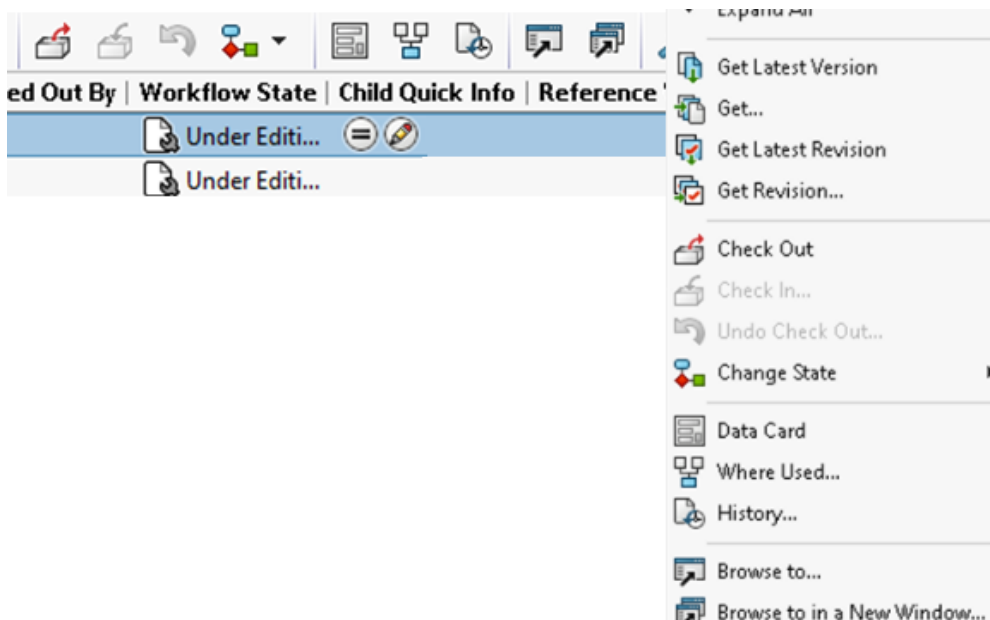 ed Out By | Workflow State | Child Quick Info | Reference
Under Editi...
Under Editi...
Expand All
Get Latest Version
Get...
Get Latest Revision
Get Revision...
Check Out
Check In...
Undo Check Out...
Change State
Data Card
Where Used...
History...
Browse to...
Browse to in a New Window...